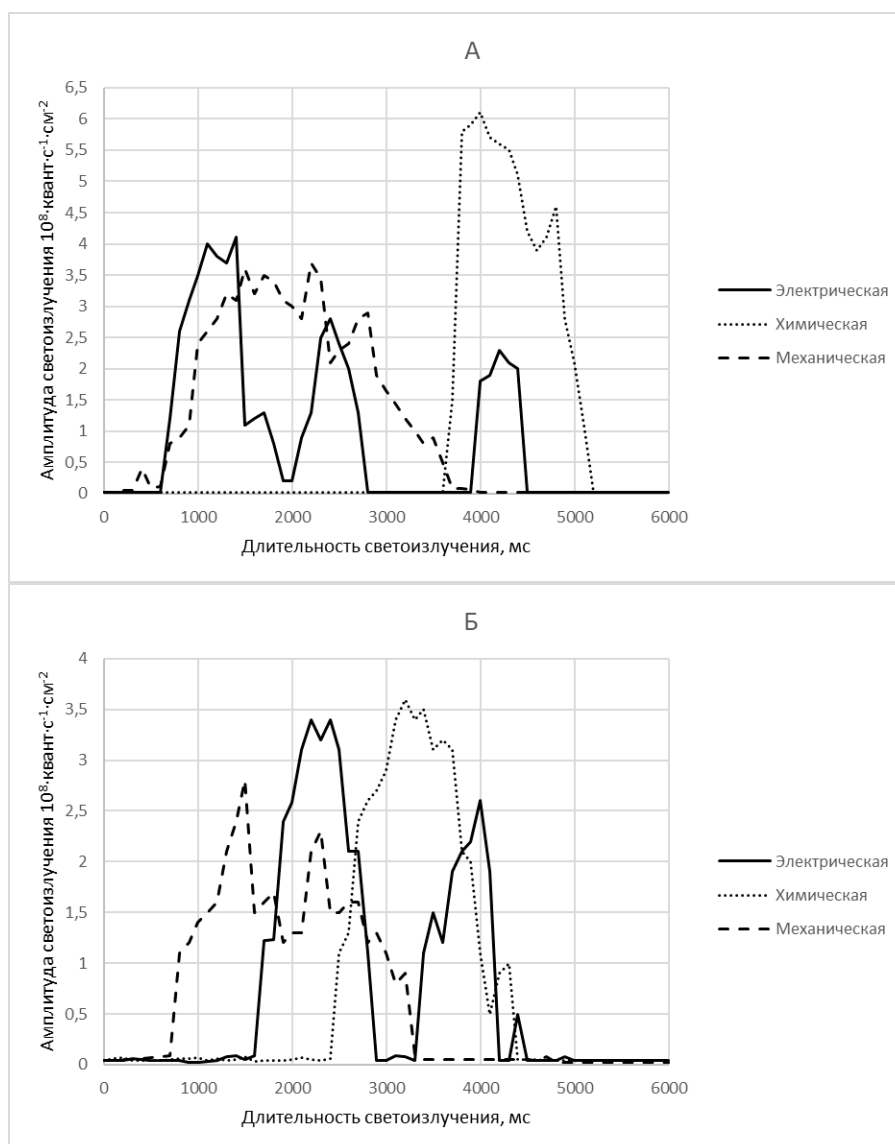 А
Амплитуда светоизлучения 10⁸·квант·с⁻¹·см⁻²
6,5
6
5,5
5
4,5
4
3,5
3
2,5
2
1,5
1
0,5
0
0 1000 2000 3000 4000 5000 6000
Длительность светоизлучения, мс
Электрическая
Химическая
Механическая
Б
Амплитуда светоизлучения 10⁸·квант·с⁻¹·см⁻²
4
3,5
3
2,5
2
1,5
1
0,5
0
0 1000 2000 3000 4000 5000 6000
Длительность светоизлучения, мс
Электрическая
Химическая
Механическая